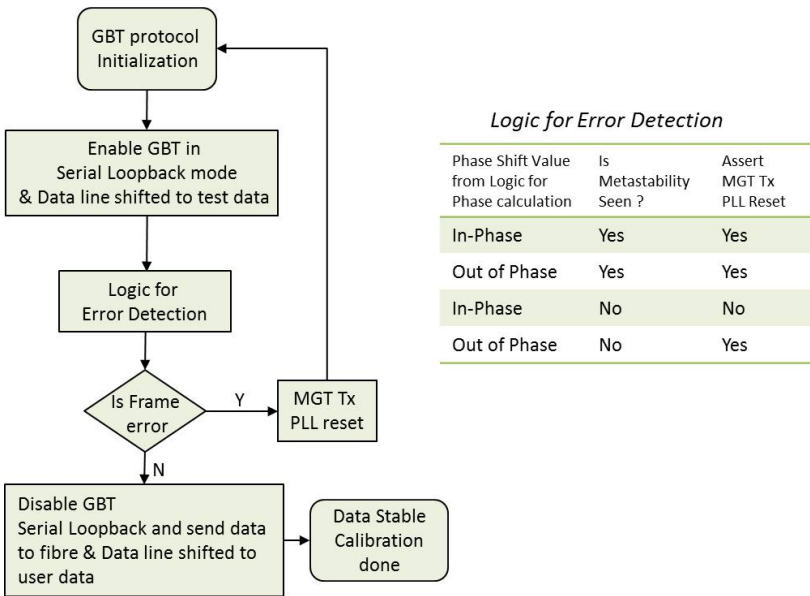 GBT protocol
Initialization
Enable GBT in
Serial Loopback mode
& Data line shifted to test data
Logic for
Error Detection
Is Frame
error
Y
MGT Tx
PLL reset
N
Disable GBT
Serial Loopback and send data
to fibre & Data line shifted to
user data
Data Stable
Calibration
done
Logic for Error Detection
Phase Shift Value
from Logic for
Phase calculation
Is
Metastability
Seen ?
Assert
MGT Tx
PLL Reset
In-Phase Yes Yes
Out of Phase Yes Yes
In-Phase No No
Out of Phase No Yes